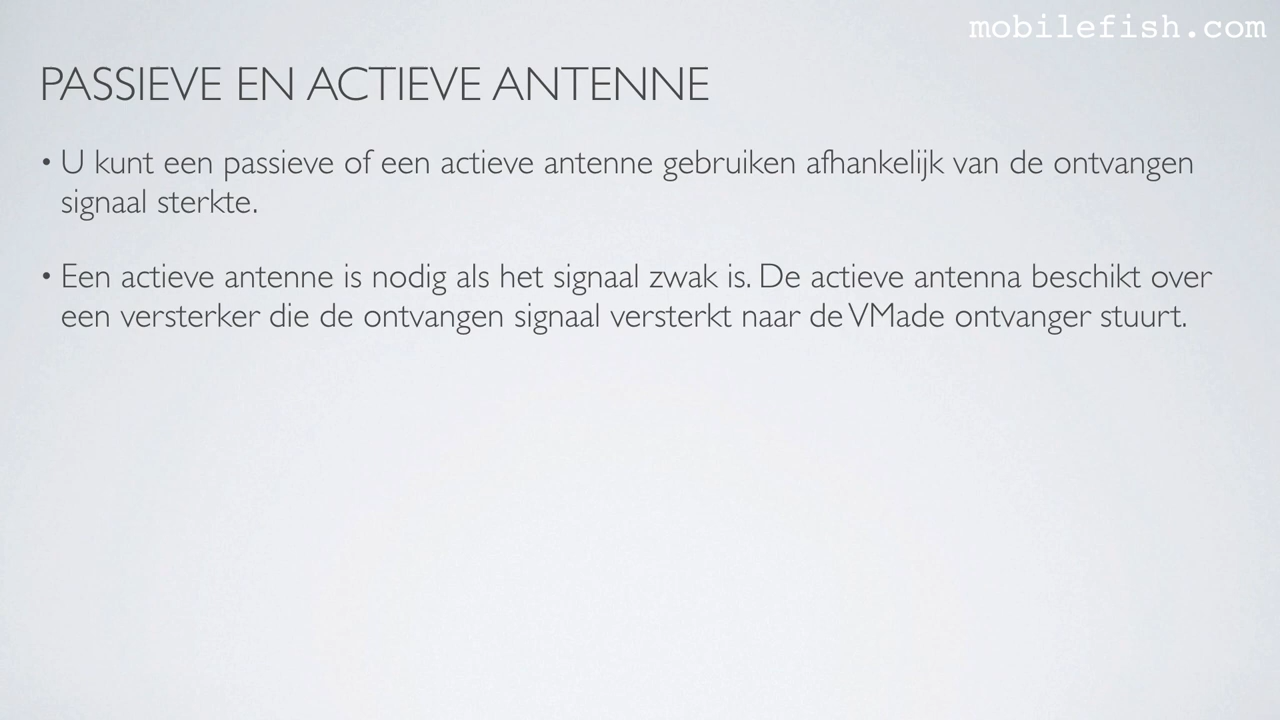 mobilefish.com
PASSIEVE EN ACTIEVE ANTENNE
• U kunt een passieve of een actieve antenne gebruiken afhankelijk van de ontvangen
signaal sterkte.
• Een actieve antenne is nodig als het signaal zwak is. De actieve antenna beschikt over
een versterker die de ontvangen signaal versterkt naar de VMade ontvanger stuurt.